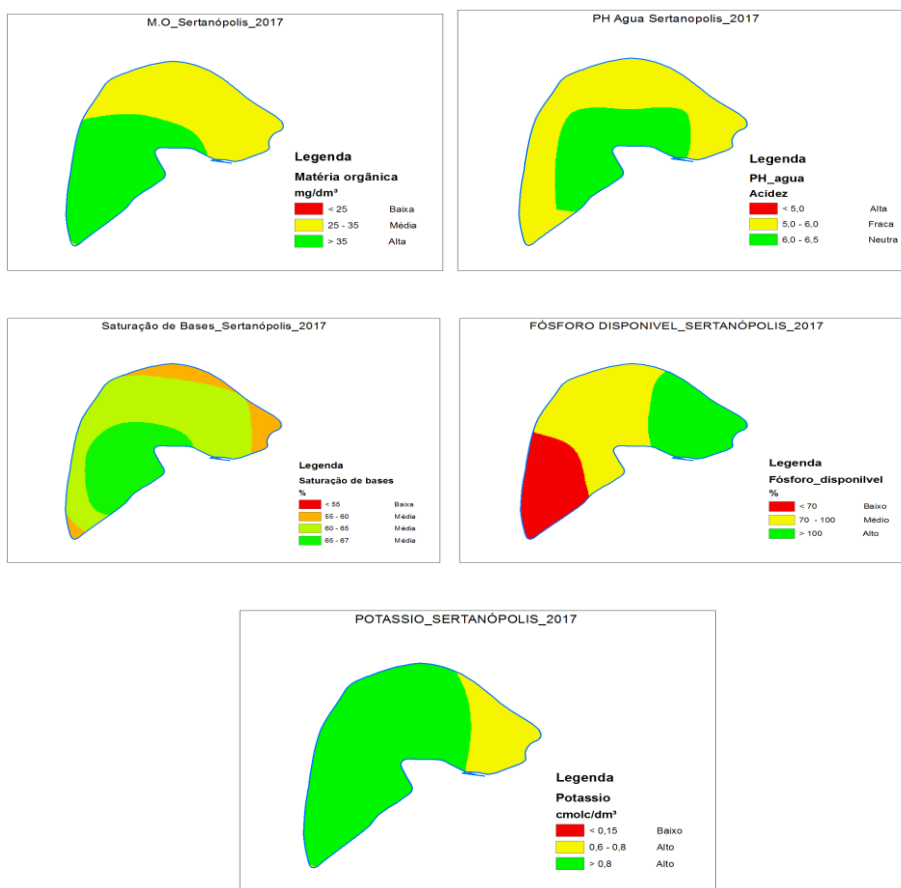 M.O_Sertanópolis_2017
Legenda
Matéria orgãnica
mg/dm³
< 25 Baixa
25 - 35 Média
> 35 Alta
PH Agua Sertanopolis_2017
Legenda
PH_agua
Acidez
< 5,0 Alta
5,0 - 6,0 Fraca
6,0 - 6,5 Neutra
Saturação de Bases_Sertanópolis_2017
Legenda
Saturação de bases
%
< 55 Baixa
55 - 60 Média
60 - 65 Média
65 - 67 Média
FÓSFORO DISPONIVEL_SERTANÓPOLIS_2017
Legenda
Fósforo_disponilvel
%
< 70 Baixo
70 - 100 Médio
> 100 Alto
POTASSIO_SERTANÓPOLIS_2017
Legenda
Potassio
cmolc/dm³
< 0,15 Baixo
0,6 - 0,8 Alto
> 0,8 Alto